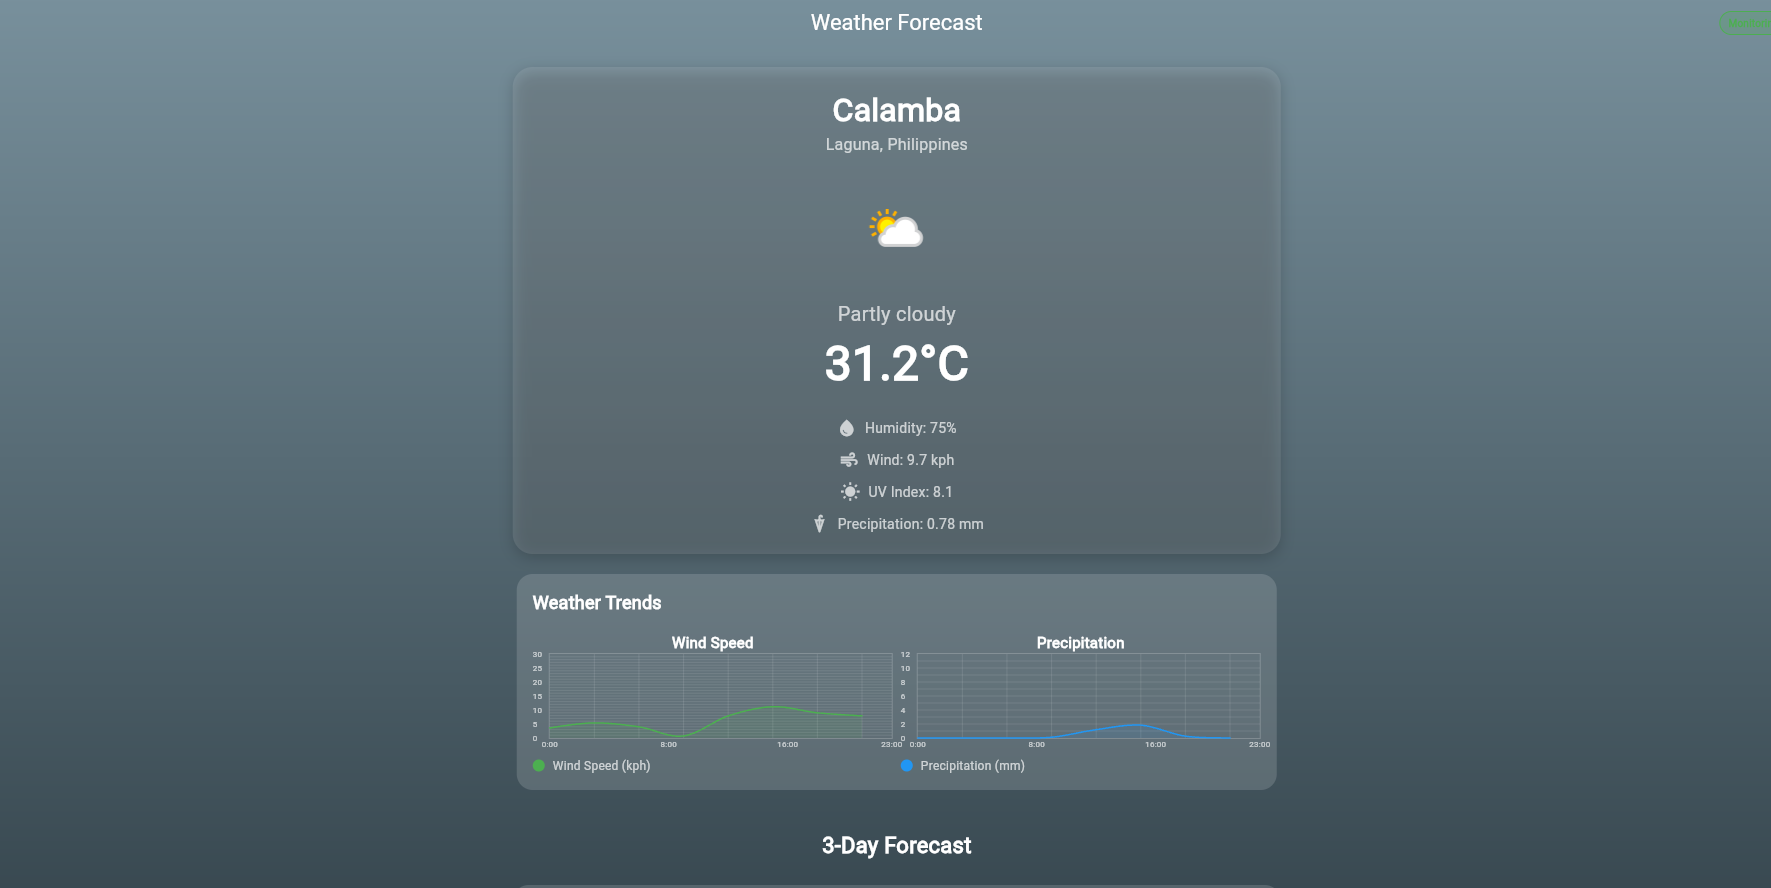 Weather Forecast
Calamba
Laguna, Philippines
Partly cloudy
31.2°C
Humidity: 75%
Wind: 9.7 kph
UV Index: 8.1
Precipitation: 0.78 mm
Weather Trends
Wind Speed
30
25
20
15
10
5
0
0:00 8:00 16:00 23:00
Wind Speed (kph)
Precipitation
12
10
8
6
4
2
0
0:00 8:00 16:00 23:00
Precipitation (mm)
3-Day Forecast